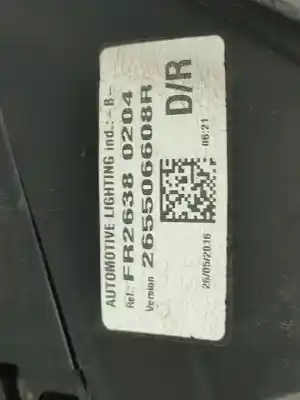 AUTOMOTIVE LIGHTING ind.: -B-
Ref.: FR2638 0204
Version 265506608R
D/R
06:21
26/05/2016